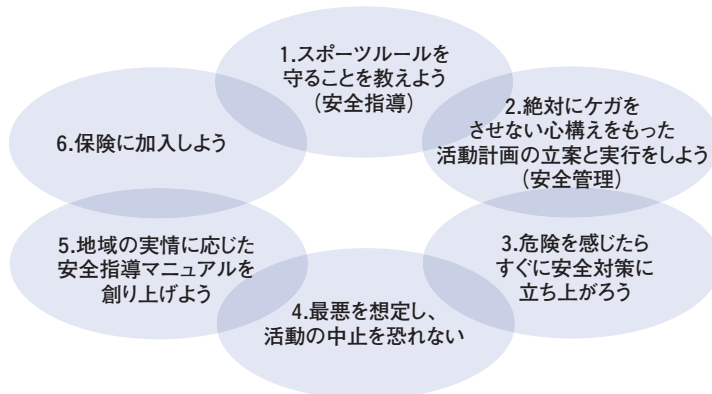 1.スポーツルールを
守ることを教えよう
(安全指導)
2.絶対にケガを
させない心構えをもった
活動計画の立案と実行をしよう
(安全管理)
3.危険を感じたら
すぐに安全対策に
立ち上がろう
4.最悪を想定し、
活動の中止を恐れない
5.地域の実情に応じた
安全指導マニュアルを
創り上げよう
6.保険に加入しよう